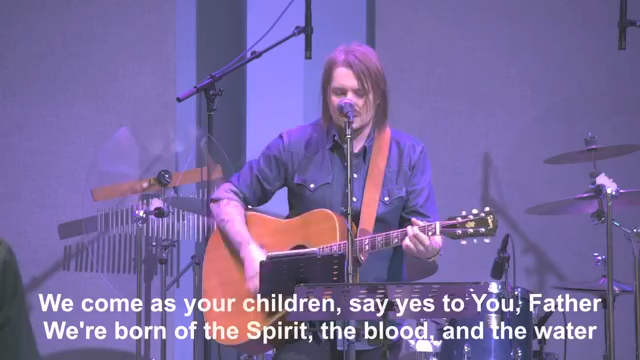 We come as your children, say yes to You, Father
We're born of the Spirit, the blood, and the water